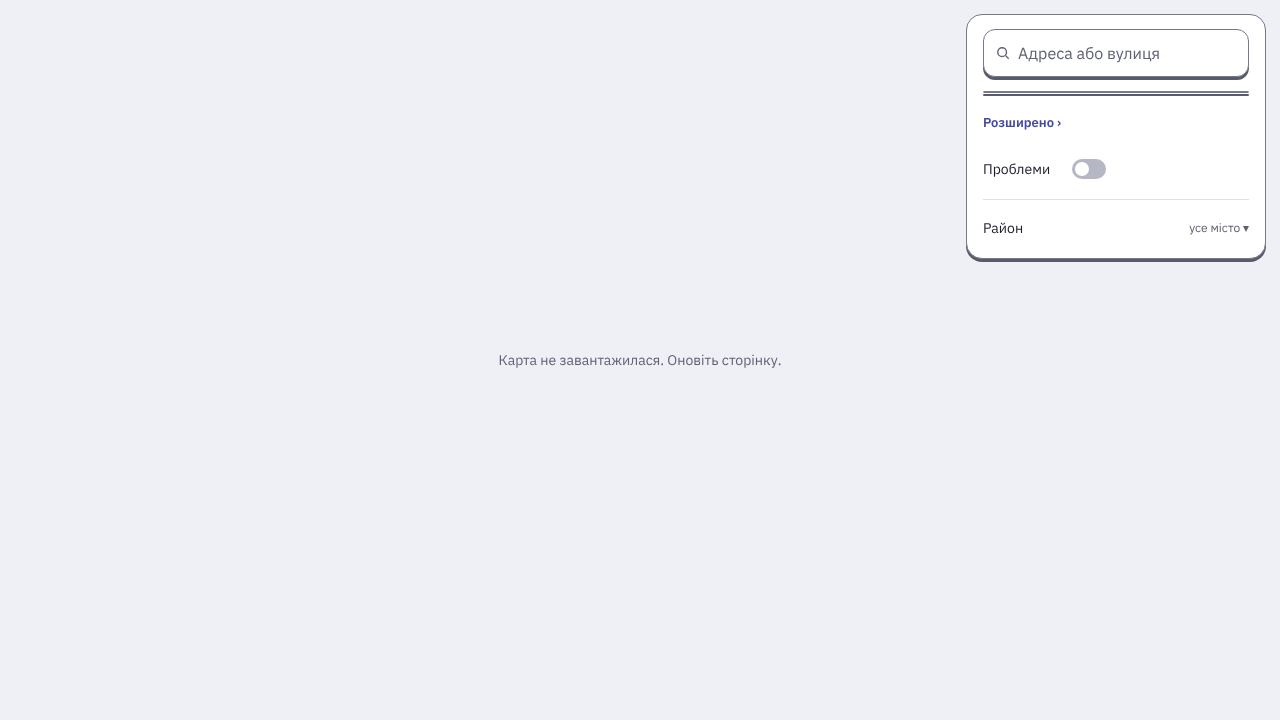 Адреса або вулиця
Розширено ›
Проблеми
Район
усе місто ▾
Карта не завантажилася. Оновіть сторінку.